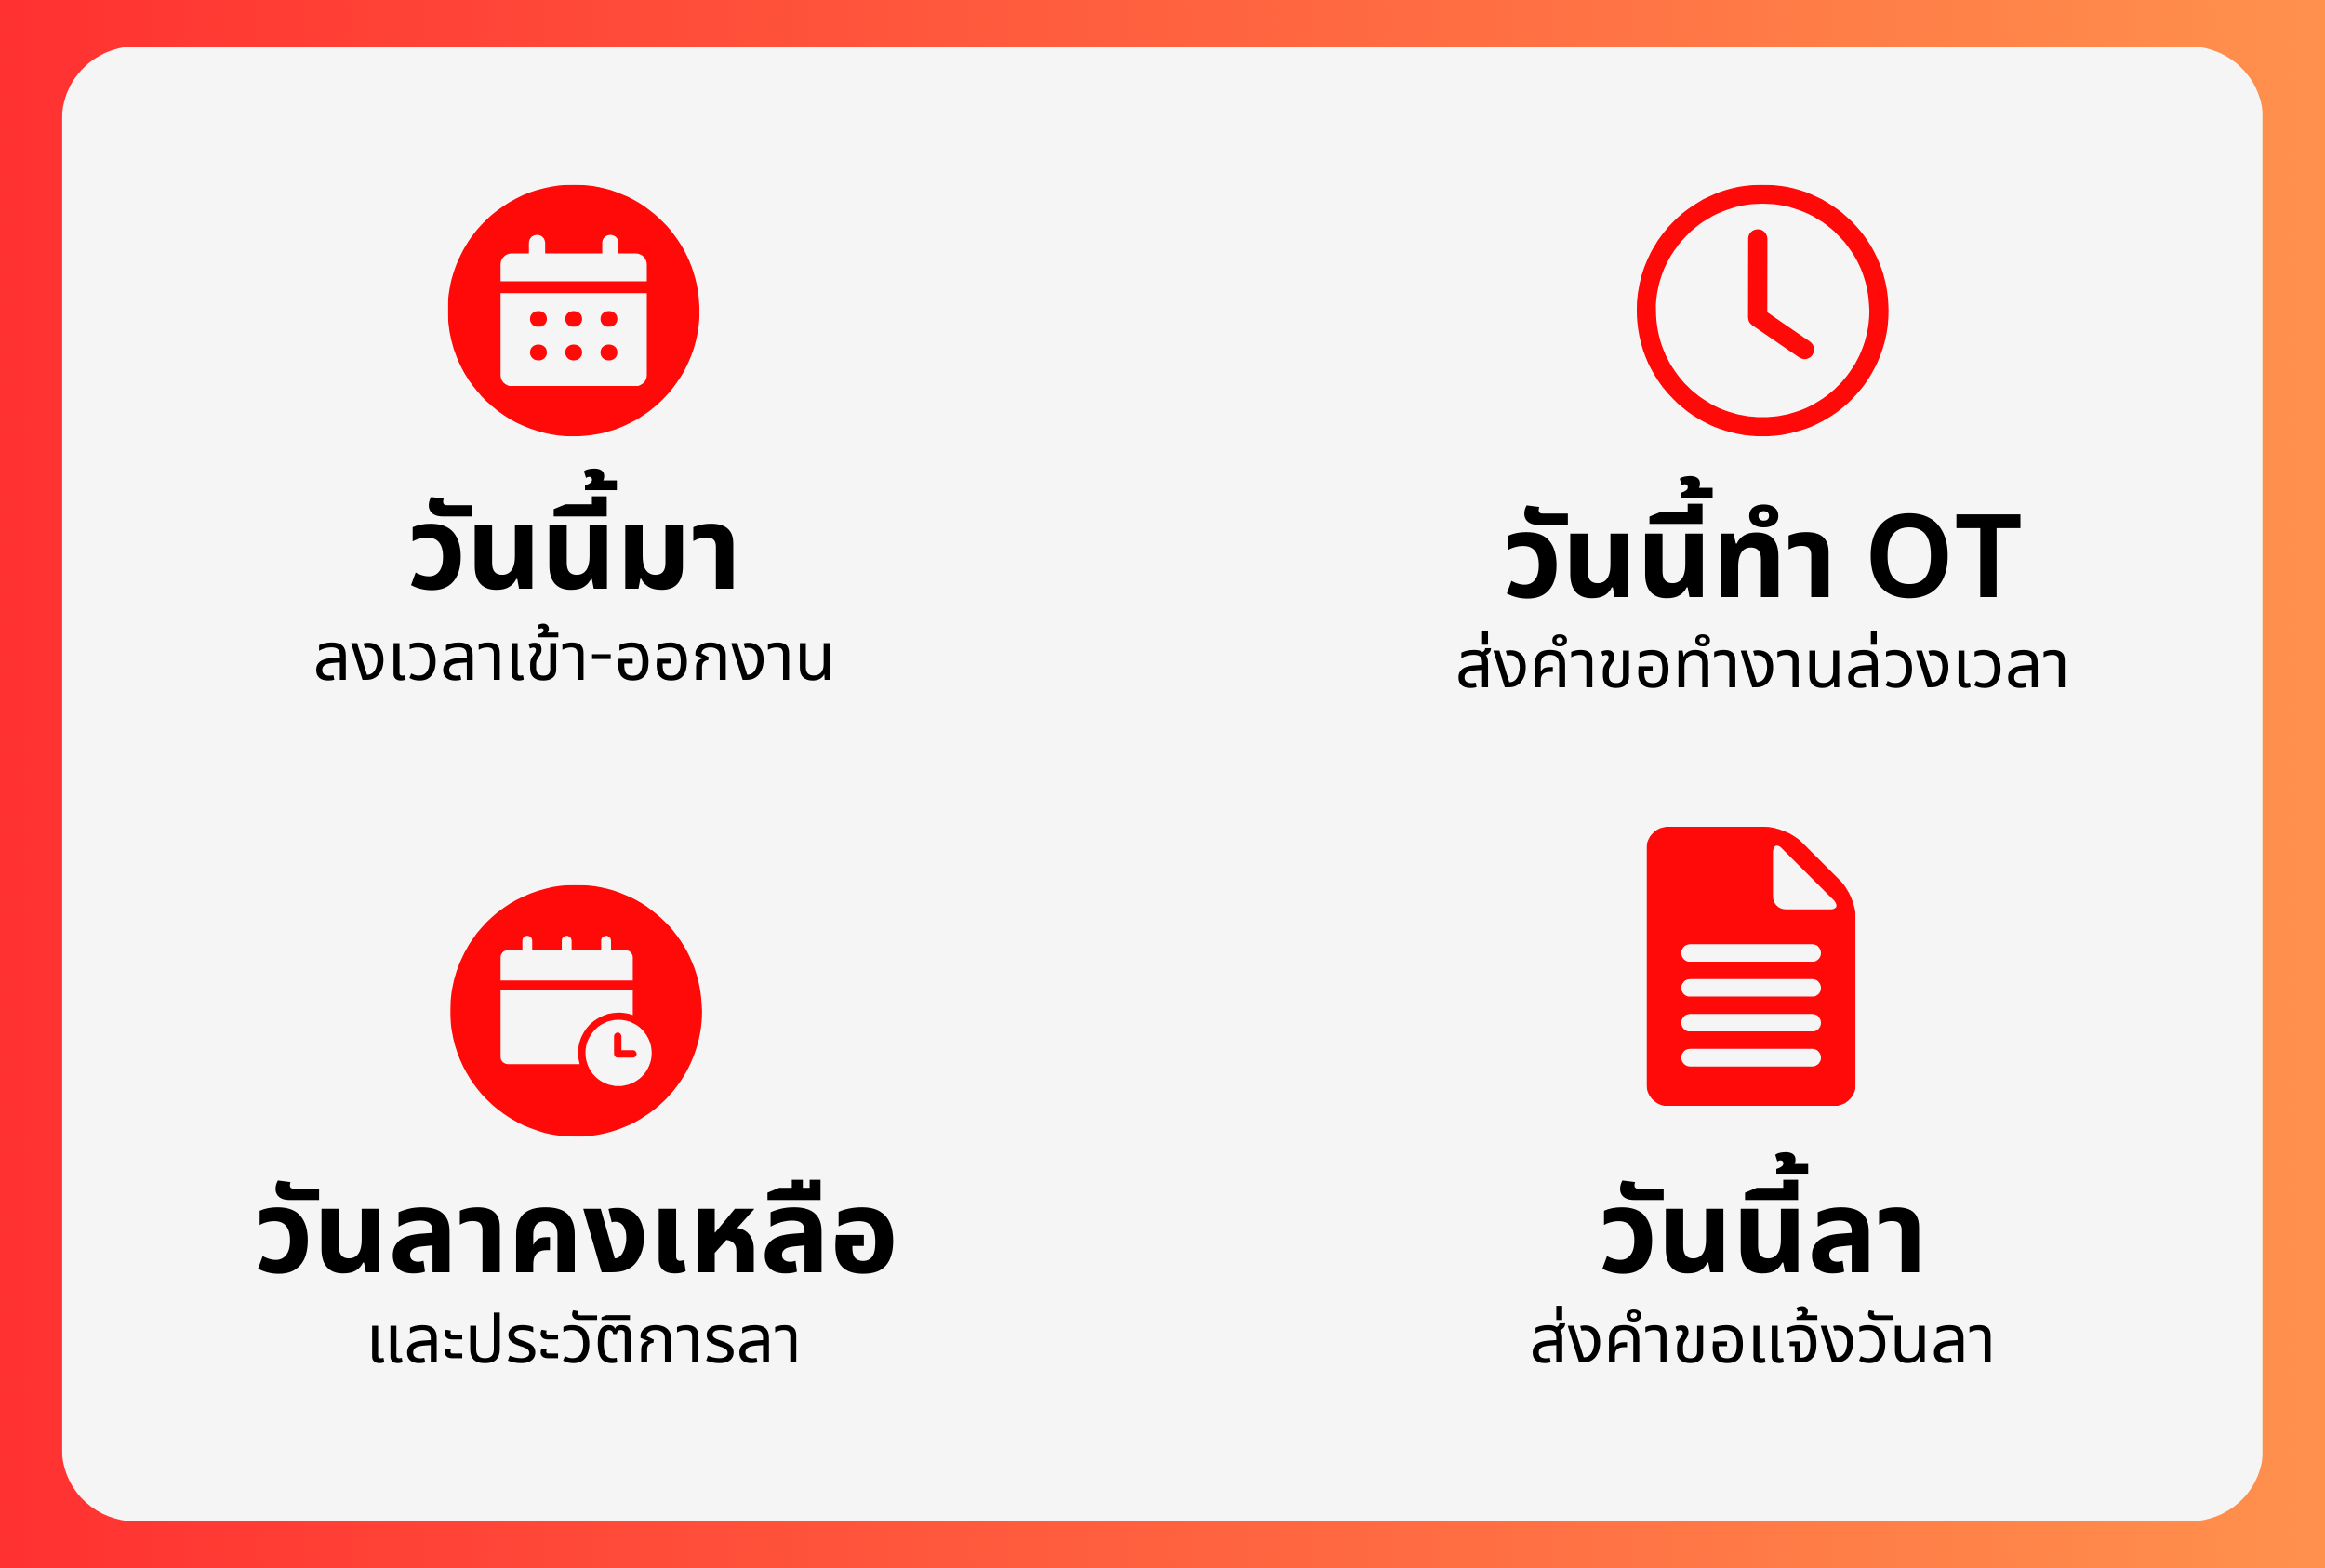 วันนี้มา
ลงเวลาเข้า-ออกงาน
วันนี้ทำ OT
ส่งคำขอทำงานล่วงเวลา
วันลาคงเหลือ
และประวัติการลา
วันนี้ลา
ส่งคำขอแจ้งวันลา